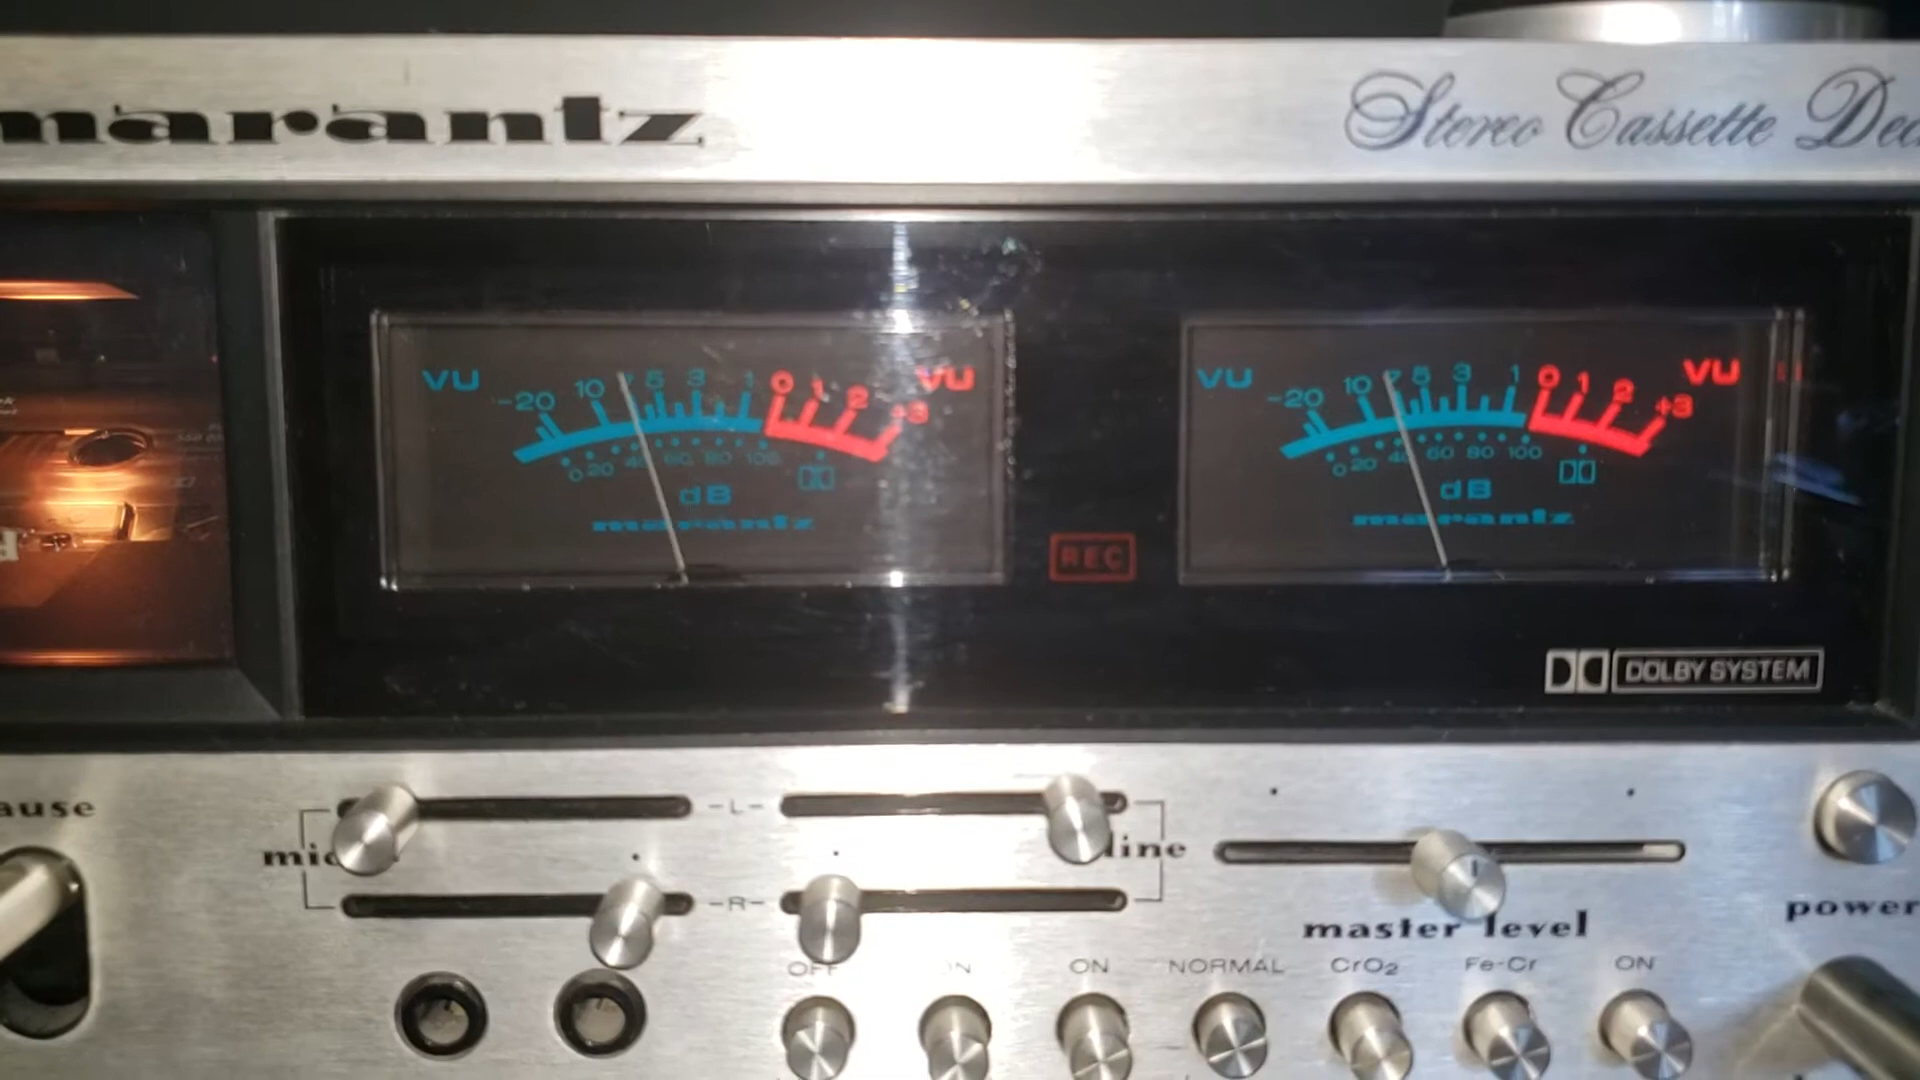 marantz
Stereo Cassette Dec
VU -20 10 7 5 3 1 0 1 2 +3 VU
0 20 40 60 80 100
dB
marantz
VU -20 10 7 5 3 1 0 1 2 +3 VU
0 20 40 60 80 100
dB
marantz
REC
DOLBY SYSTEM
ause
mic
-L-
line
-R-
master level
power
OFF ON ON NORMAL CrO2 Fe-Cr ON